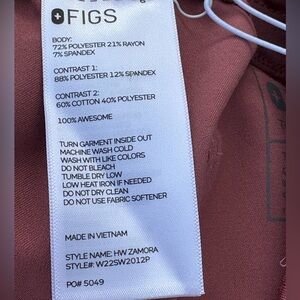 FIGS
BODY:
72% POLYESTER 21% RAYON
7% SPANDEX
CONTRAST 1:
88% POLYESTER 12% SPANDEX
CONTRAST 2:
60% COTTON 40% POLYESTER
100% AWESOME
TURN GARMENT INSIDE OUT
MACHINE WASH COLD
WASH WITH LIKE COLORS
DO NOT BLEACH
TUMBLE DRY LOW
LOW HEAT IRON IF NEEDED
DO NOT DRY CLEAN
DO NOT USE FABRIC SOFTENER
MADE IN VIETNAM
STYLE NAME: HW ZAMORA
STYLE#: W22SW2012P
PO# 5049